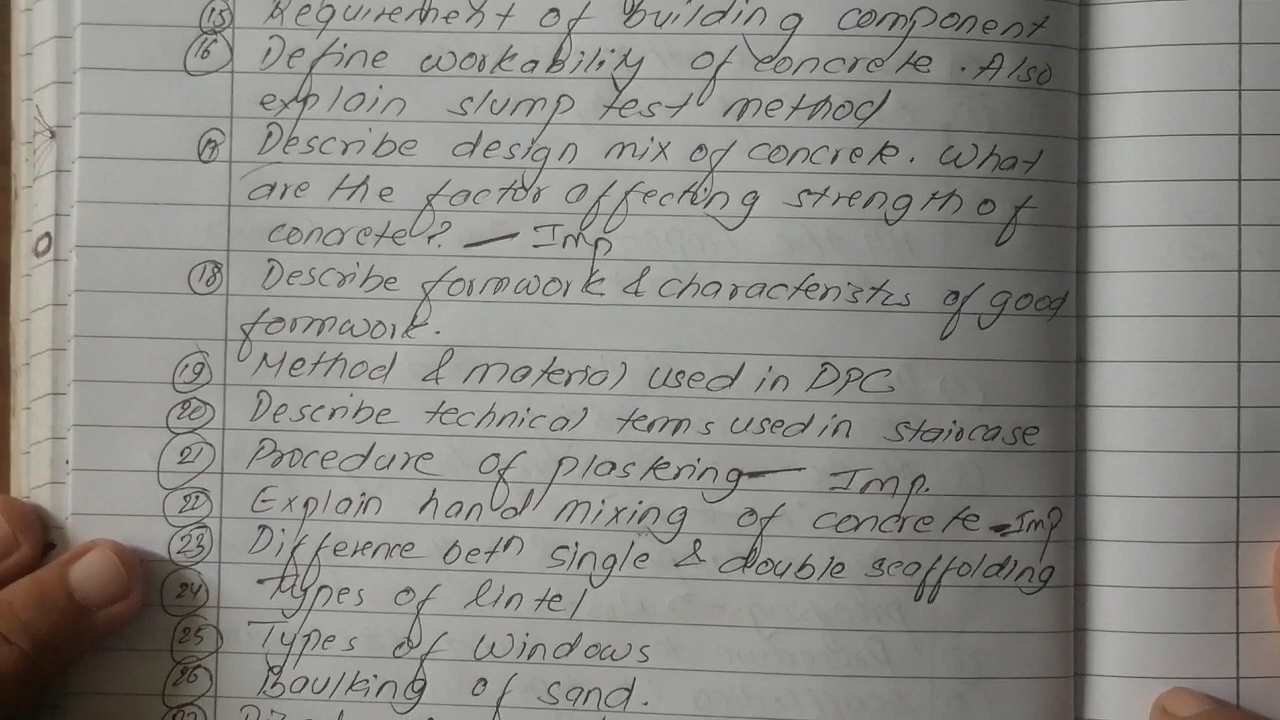 15 Requirement of building component
16 Define workability of concrete. Also
explain slump test method
17 Describe design mix of concrete. What
are the factor affecting strength of
concrete? — Imp
18 Describe formwork & characteristcs of good
formwork.
19 Method & material used in DPC
20 Describe technical terms used in staircase
21 Procedure of plastering — Imp.
22 Explain hand mixing of concrete - Imp
23 Difference betn single & double scaffolding
24 Types of lintel
25 Types of windows
26 Boulking of sand.